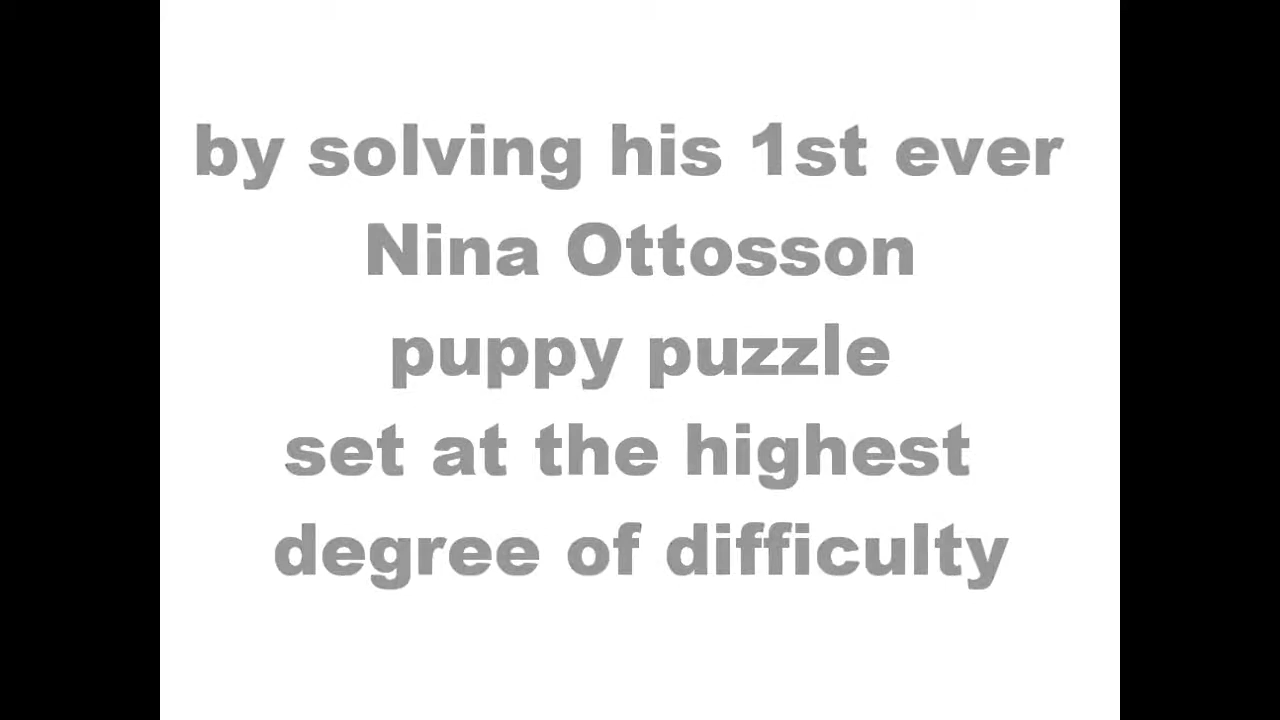 by solving his 1st ever
Nina Ottosson
puppy puzzle
set at the highest
degree of difficulty